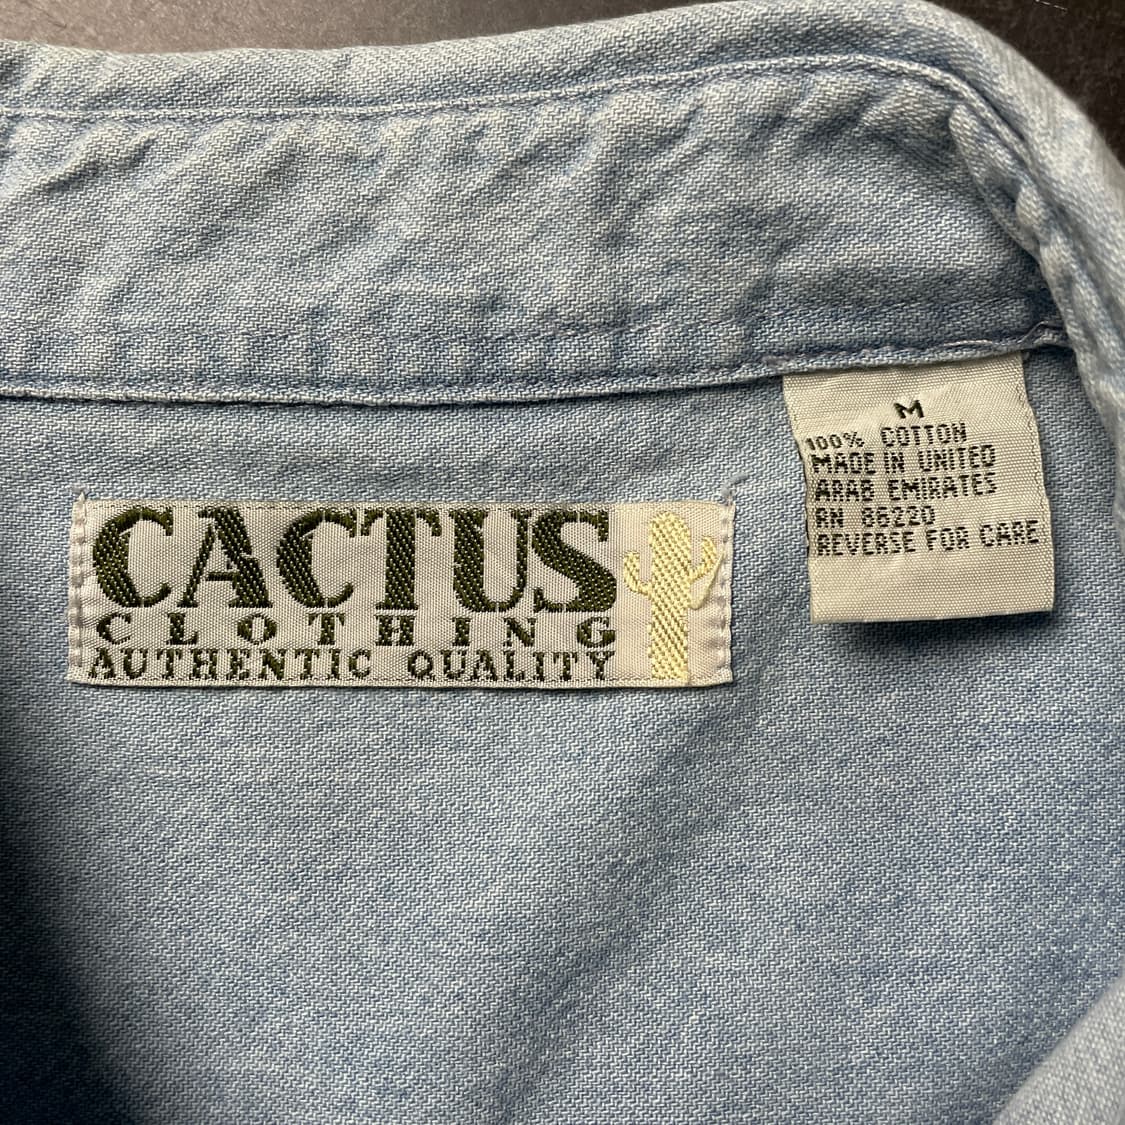 CACTUS
CLOTHING
AUTHENTIC QUALITY
M
100% COTTON
MADE IN UNITED
ARAB EMIRATES
RN 86220
REVERSE FOR CARE